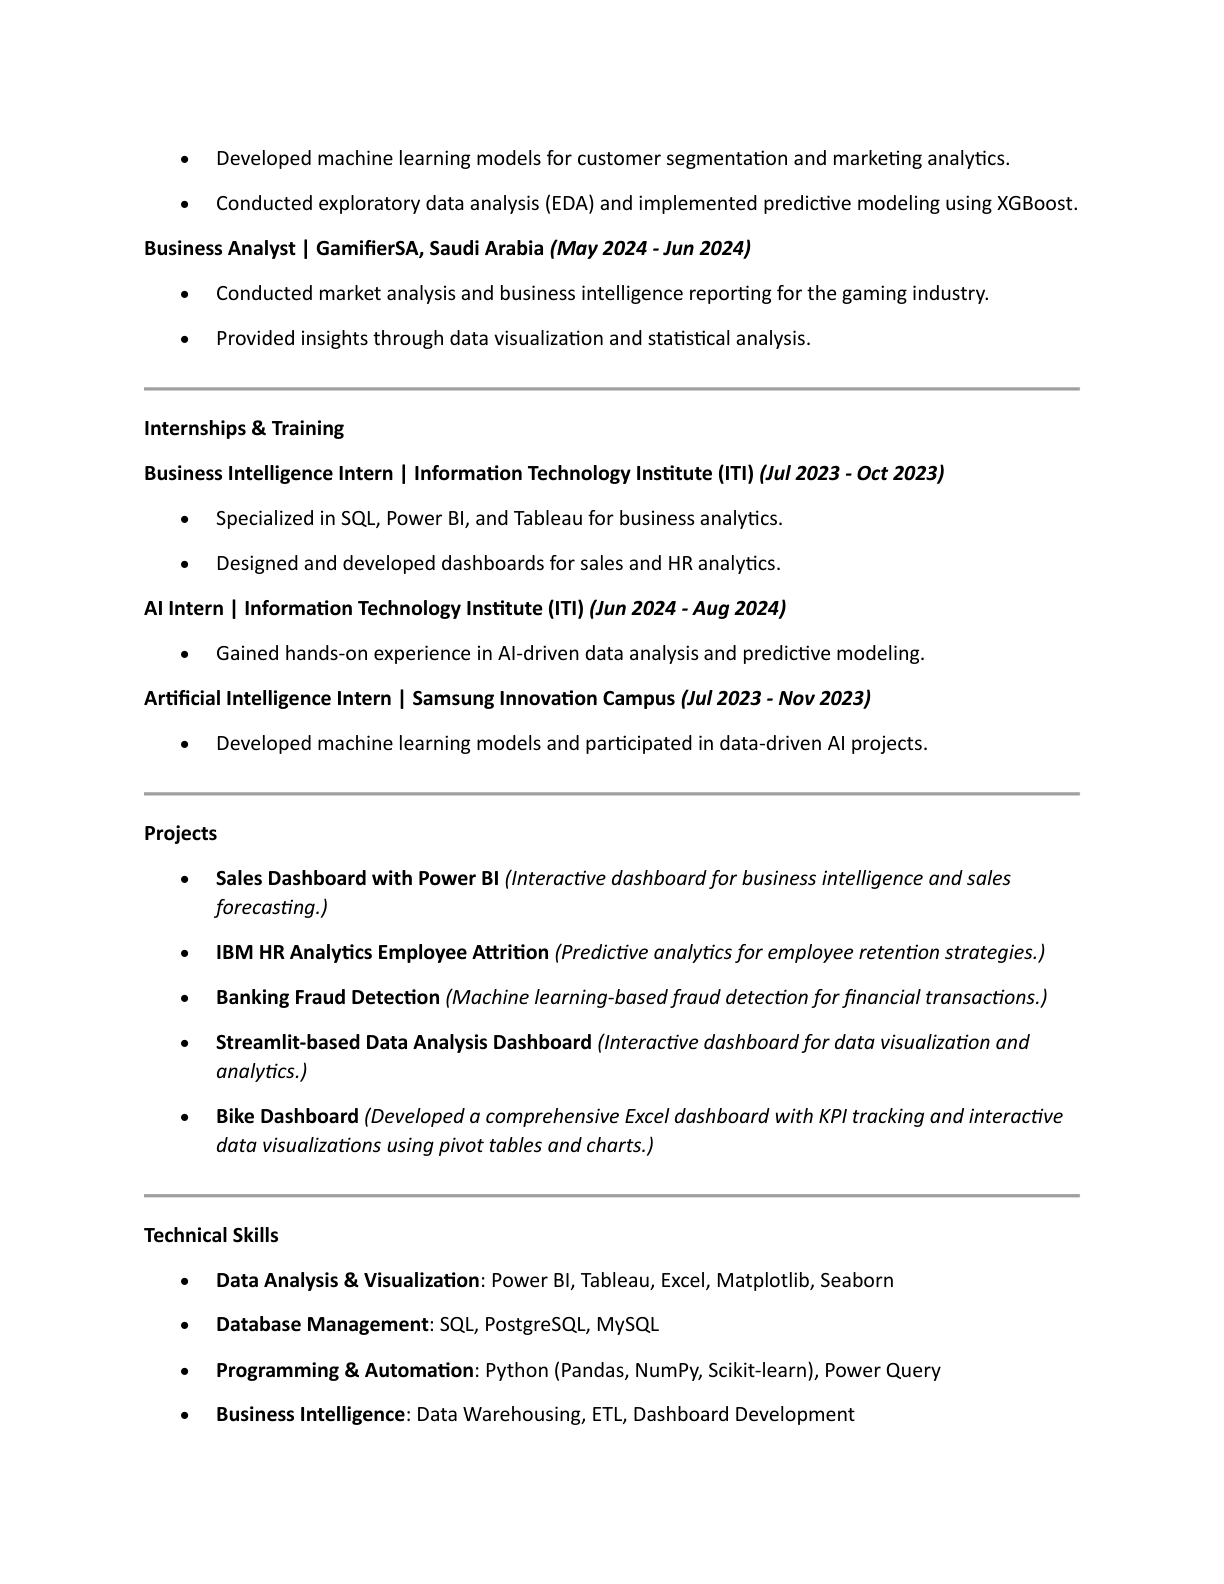 • Developed machine learning models for customer segmentation and marketing analytics.
• Conducted exploratory data analysis (EDA) and implemented predictive modeling using XGBoost.
Business Analyst | GamifierSA, Saudi Arabia (May 2024 - Jun 2024)
• Conducted market analysis and business intelligence reporting for the gaming industry.
• Provided insights through data visualization and statistical analysis.
Internships & Training
Business Intelligence Intern | Information Technology Institute (ITI) (Jul 2023 - Oct 2023)
• Specialized in SQL, Power BI, and Tableau for business analytics.
• Designed and developed dashboards for sales and HR analytics.
AI Intern | Information Technology Institute (ITI) (Jun 2024 - Aug 2024)
• Gained hands-on experience in AI-driven data analysis and predictive modeling.
Artificial Intelligence Intern | Samsung Innovation Campus (Jul 2023 - Nov 2023)
• Developed machine learning models and participated in data-driven AI projects.
Projects
• Sales Dashboard with Power BI (Interactive dashboard for business intelligence and sales
forecasting.)
• IBM HR Analytics Employee Attrition (Predictive analytics for employee retention strategies.)
• Banking Fraud Detection (Machine learning-based fraud detection for financial transactions.)
• Streamlit-based Data Analysis Dashboard (Interactive dashboard for data visualization and
analytics.)
• Bike Dashboard (Developed a comprehensive Excel dashboard with KPI tracking and interactive
data visualizations using pivot tables and charts.)
Technical Skills
• Data Analysis & Visualization: Power BI, Tableau, Excel, Matplotlib, Seaborn
• Database Management: SQL, PostgreSQL, MySQL
• Programming & Automation: Python (Pandas, NumPy, Scikit-learn), Power Query
• Business Intelligence: Data Warehousing, ETL, Dashboard Development